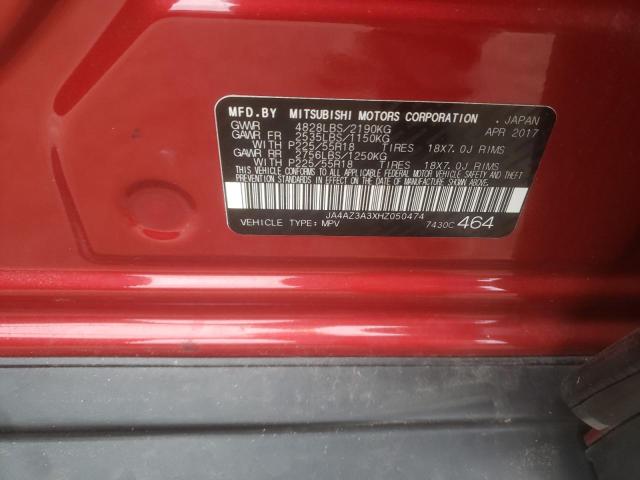 MFD.BY MITSUBISHI MOTORS CORPORATION , JAPAN
GVWR 4828LBS/2190KG APR 2017
GAWR FR 2535LBS/1150KG
WITH P225/55R18 TIRES 18X7.0J RIMS
GAWR RR 2756LBS/1250KG
WITH P225/55R18 TIRES 18X7.0J RIMS
THIS VEHICLE CONFORMS TO ALL APPLICABLE FEDERAL MOTOR VEHICLE SAFETY AND THEFT
PREVENTION STANDARDS IN EFFECT ON THE DATE OF MANUFACTURE SHOWN ABOVE.
JA4AZ3A3XHZ050474
VEHICLE TYPE: MPV 7430C 464